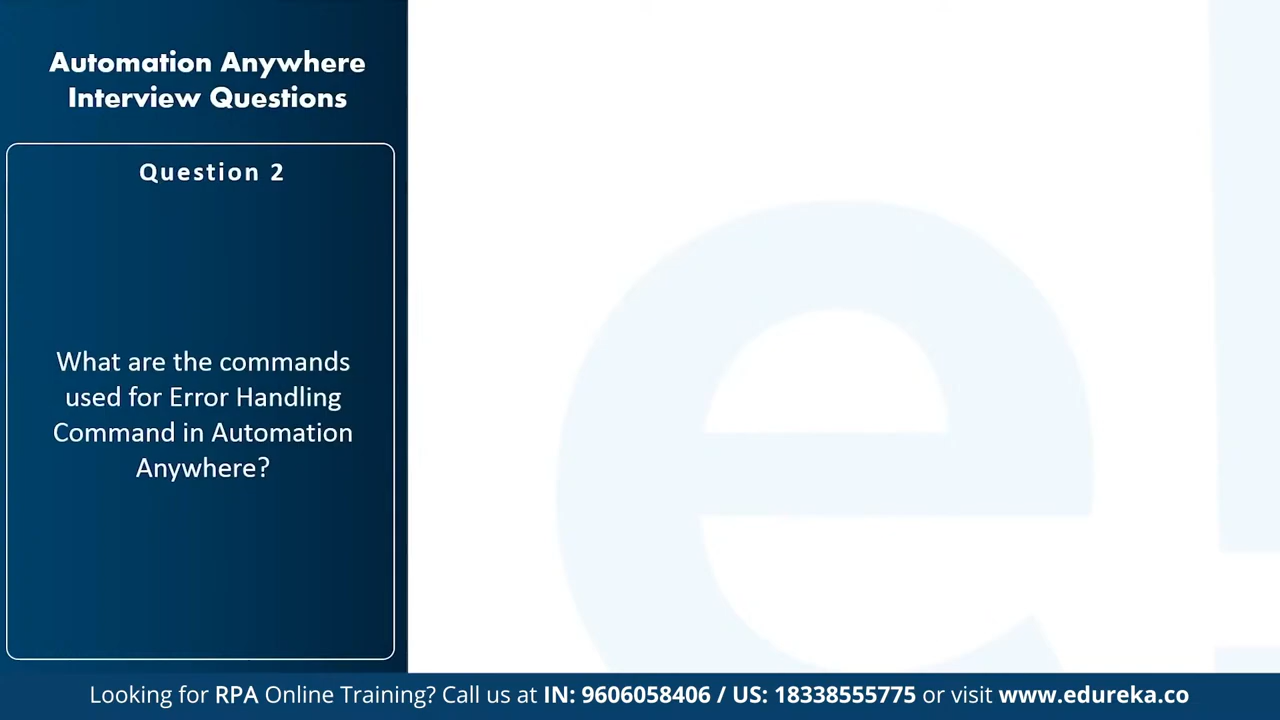 Automation Anywhere
Interview Questions
Question 2
What are the commands
used for Error Handling
Command in Automation
Anywhere?
Looking for RPA Online Training? Call us at IN: 9606058406 / US: 18338555775 or visit www.edureka.co